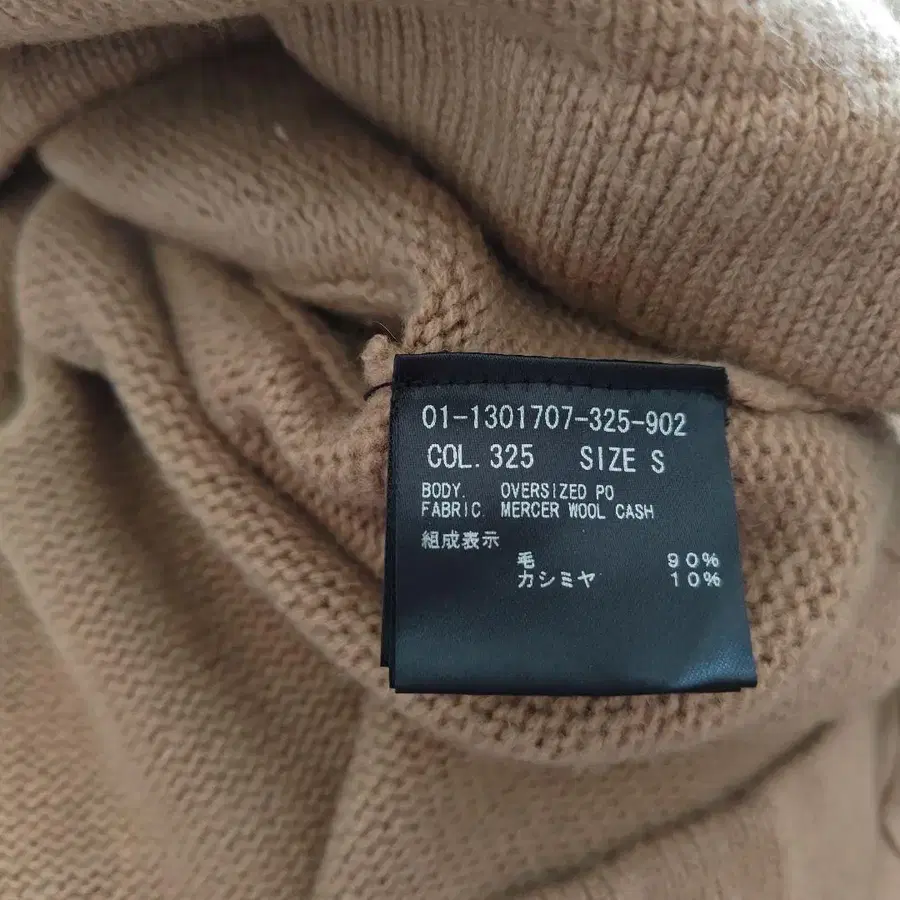 01-1301707-325-902
COL. 325 SIZE S
BODY. OVERSIZED PO
FABRIC MERCER WOOL CASH
組成表示
毛 90%
カシミヤ 10%